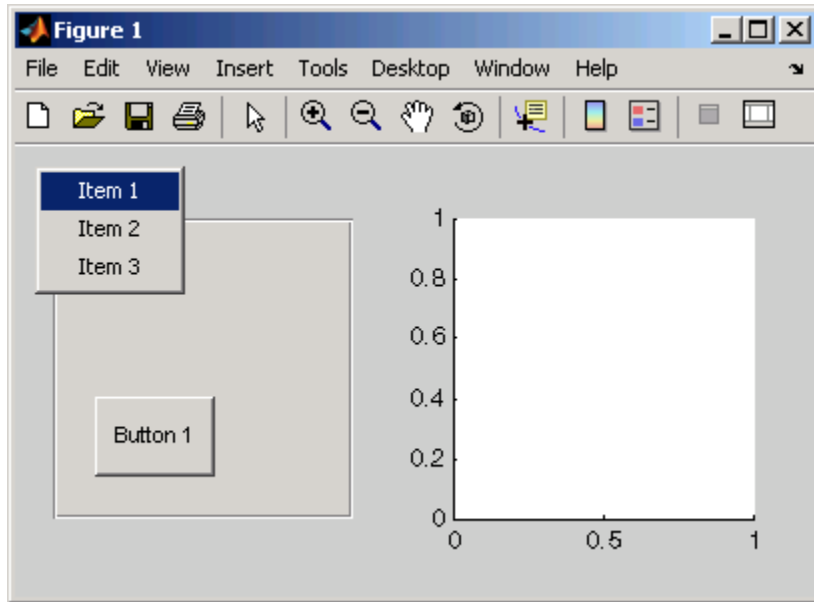 Figure 1
File Edit View Insert Tools Desktop Window Help
Item 1
Item 2
Item 3
Button 1
1
0.8
0.6
0.4
0.2
0
0 0.5 1